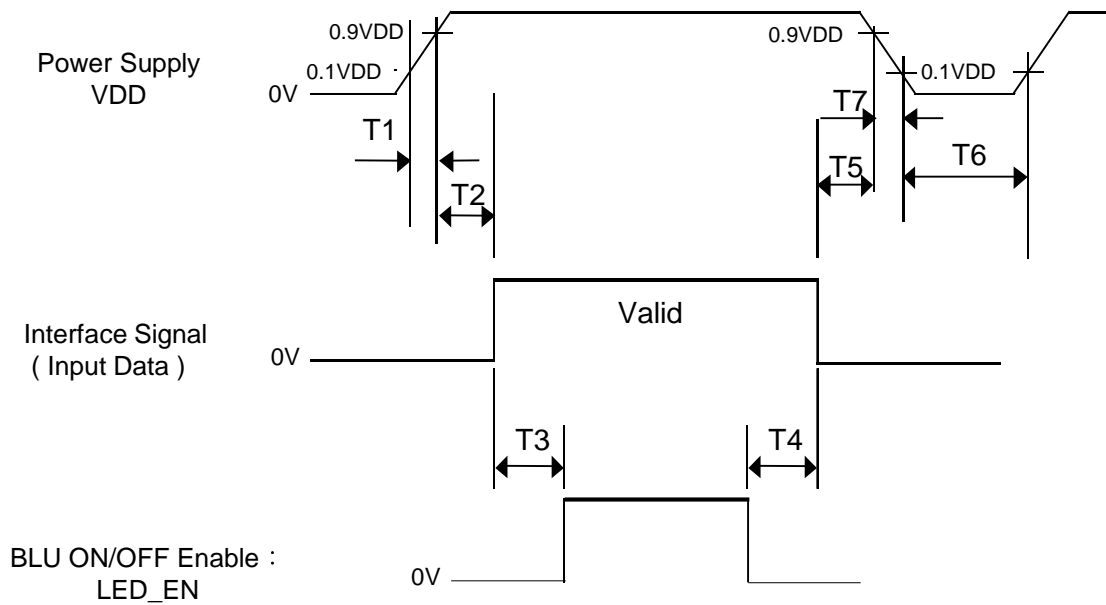 Power Supply
VDD
0.9VDD
0.1VDD
0V
T1
T2
0.9VDD
0.1VDD
T7
T5
T6
Interface Signal
( Input Data )
0V
Valid
T3
T4
BLU ON/OFF Enable：
LED_EN
0V